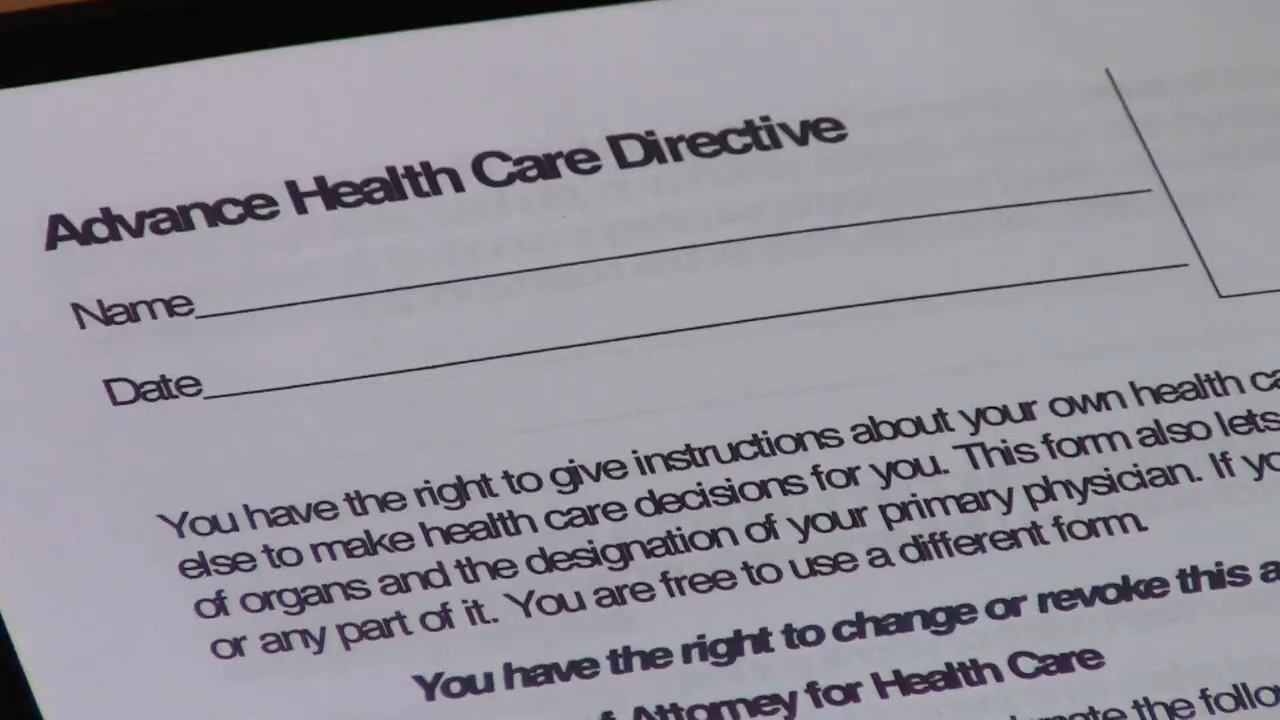 Advance Health Care Directive
Name
Date
You have the right to give instructions about your own health
else to make health care decisions for you. This form also lets
of organs and the designation of your primary physician. If
or any part of it. You are free to use a different form.
You have the right to change or revoke this
Attorney for Health Care
the